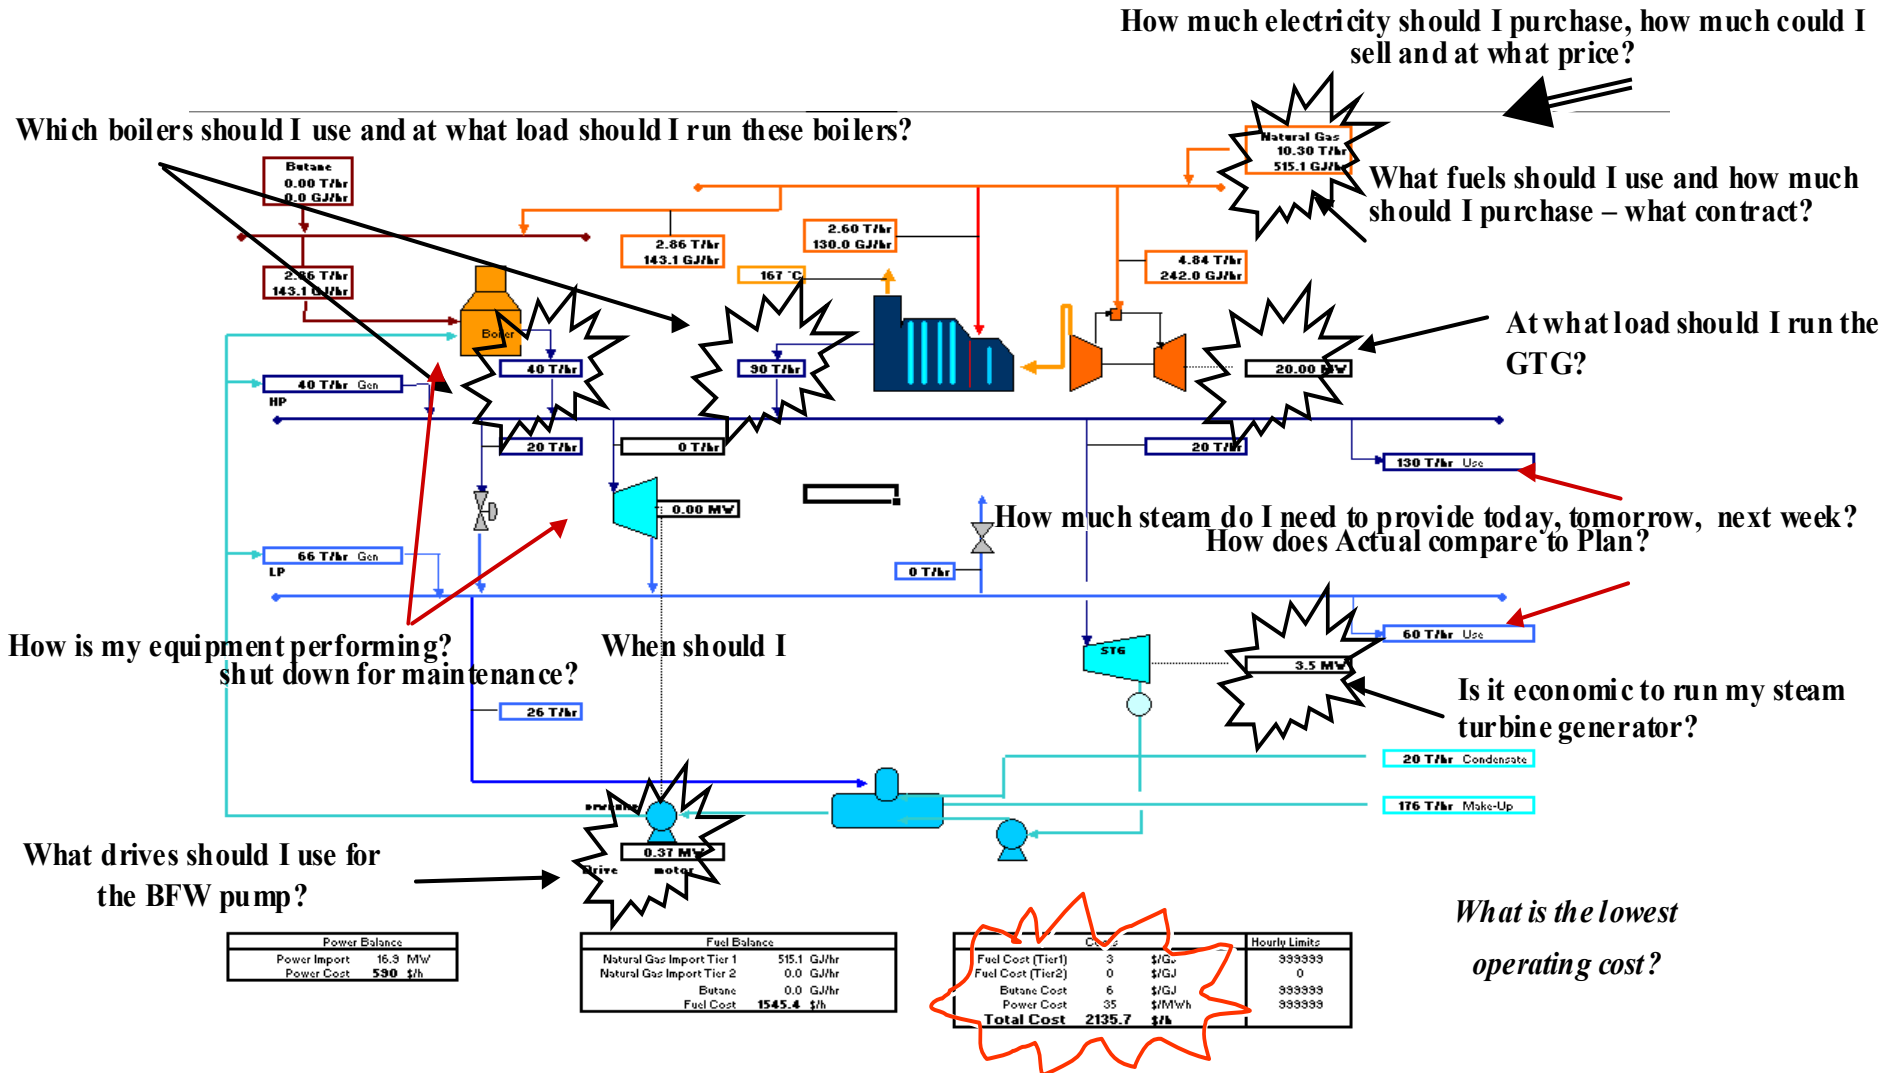 How much electricity should I purchase, how much could I
sell and at what price?
Which boilers should I use and at what load should I run these boilers?
Natural Gas
10.30 T/hr
515.1 GJ/hr
Butane
0.00 T/hr
0.0 GJ/hr
What fuels should I use and how much
should I purchase – what contract?
2.86 T/hr
143.1 GJ/hr
2.60 T/hr
130.0 GJ/hr
4.84 T/hr
242.0 GJ/hr
2.86 T/hr
143.1 GJ/hr
167 °C
Boiler
At what load should I run the
GTG?
40 T/hr
90 T/hr
20.00 MW
40 T/hr Gen
HP
20 T/hr
0 T/hr
20 T/hr
130 T/hr Use
0.00 MW
How much steam do I need to provide today, tomorrow, next week?
How does Actual compare to Plan?
66 T/hr Gen
LP
0 T/hr
60 T/hr Use
How is my equipment performing? When should I
shut down for maintenance?
STG
3.5 MW
Is it economic to run my steam
turbine generator?
26 T/hr
20 T/hr Condensate
176 T/hr Make-Up
What drives should I use for
the BFW pump?
0.37 MW
Drive motor
What is the lowest
operating cost?
Power Balance
Power Import 16.9 MW
Power Cost 590 $/h
Fuel Balance
Natural Gas Import Tier 1 515.1 GJ/hr
Natural Gas Import Tier 2 0.0 GJ/hr
Butane 0.0 GJ/hr
Fuel Cost 1545.4 $/h
Costs Hourly Limits
Fuel Cost (Tier1) 3 $/GJ 999999
Fuel Cost (Tier2) 0 $/GJ 0
Butane Cost 6 $/GJ 999999
Power Cost 35 $/MWh 999999
Total Cost 2135.7 $/h